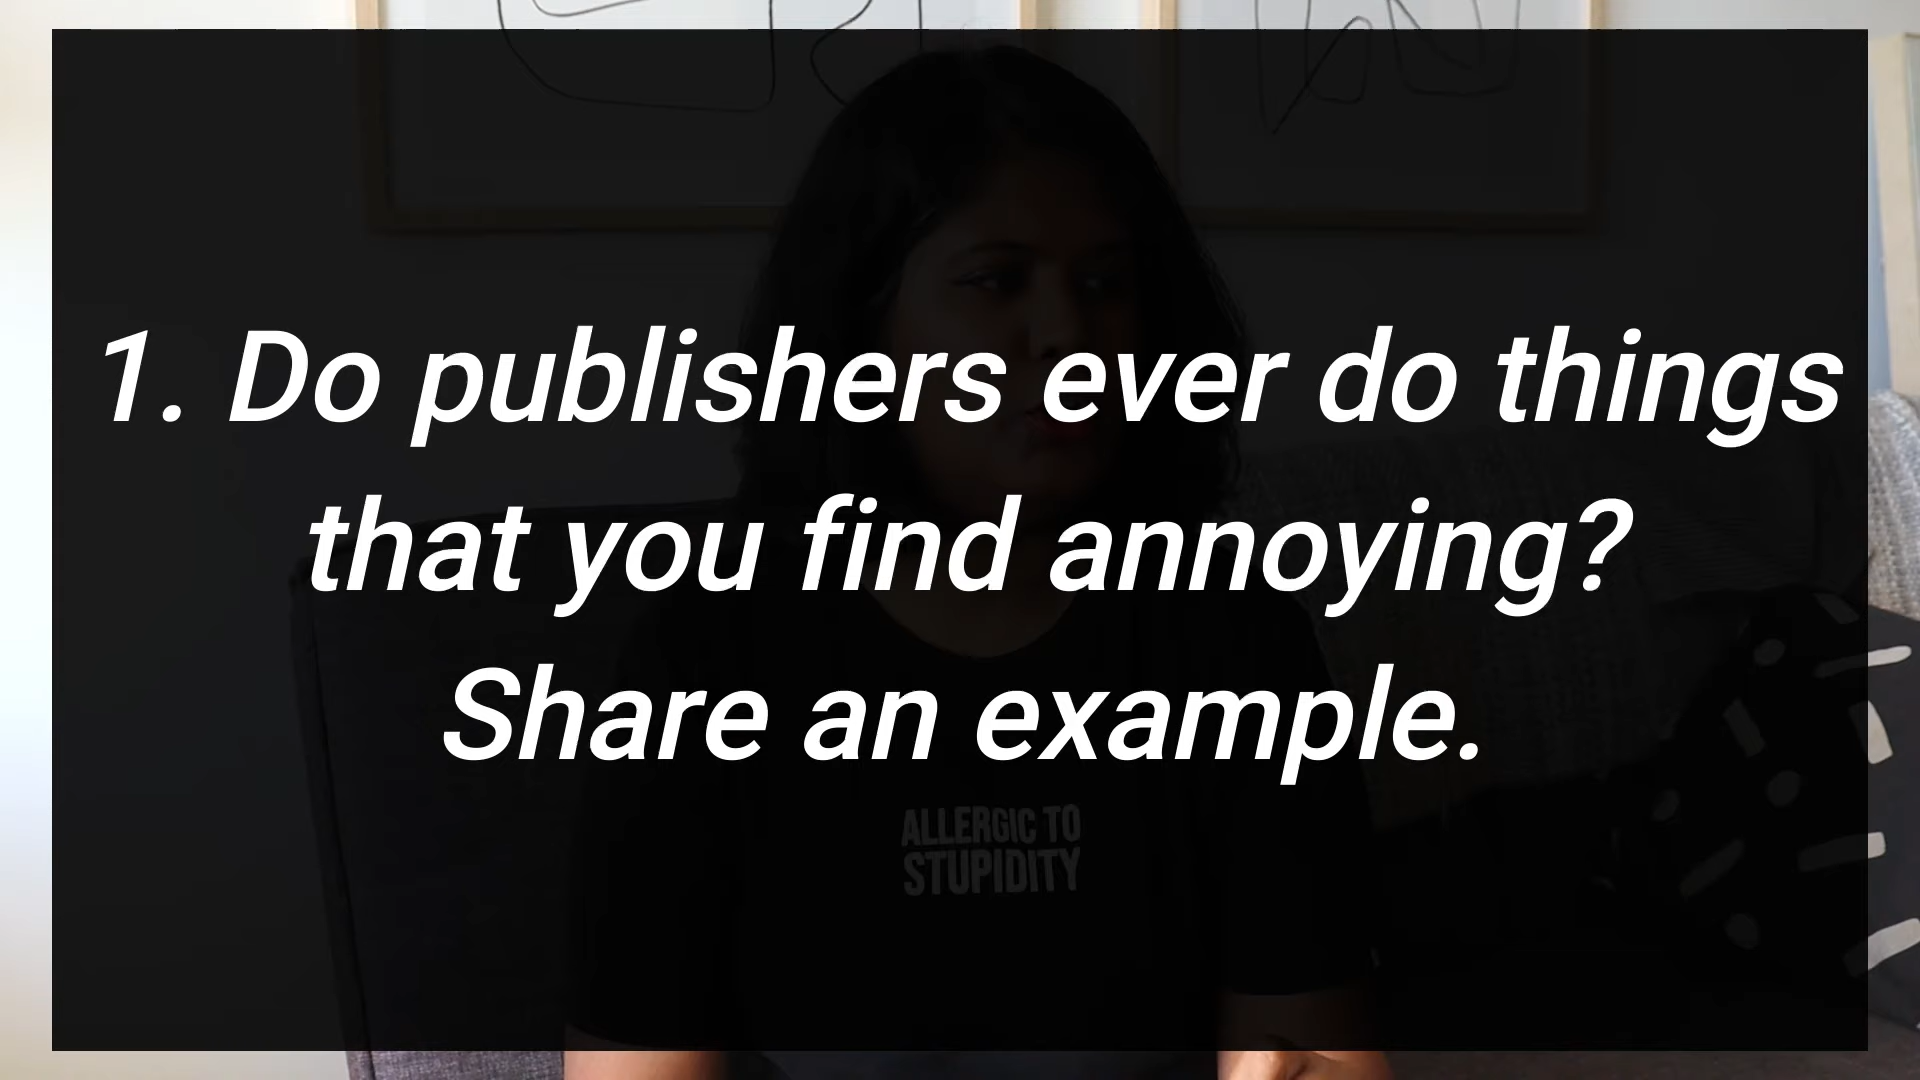 1. Do publishers ever do things
that you find annoying?
Share an example.
ALLERGIC TO
STUPIDITY